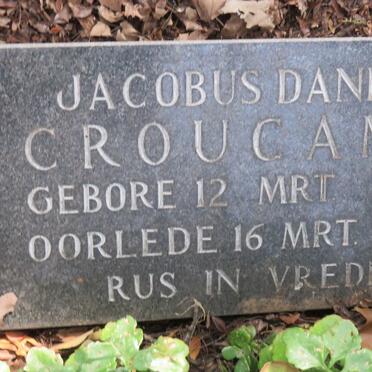 JACOBUS DANI
CROUCAM
GEBORE 12 MRT
OORLEDE 16 MRT.
RUS IN VREDE